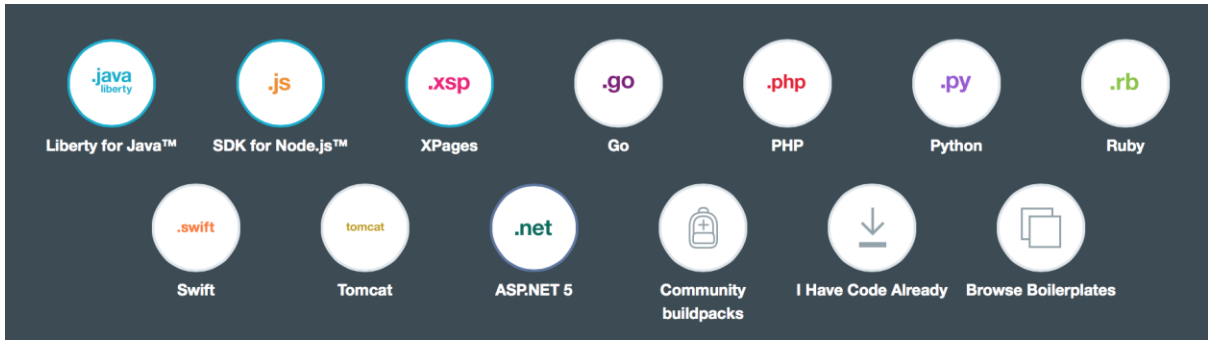 .java
liberty
.js
.xsp
.go
.php
.py
.rb
Liberty for Java™
SDK for Node.js™
XPages
Go
PHP
Python
Ruby
.swift
tomcat
.net
Swift
Tomcat
ASP.NET 5
Community
buildpacks
I Have Code Already
Browse Boilerplates